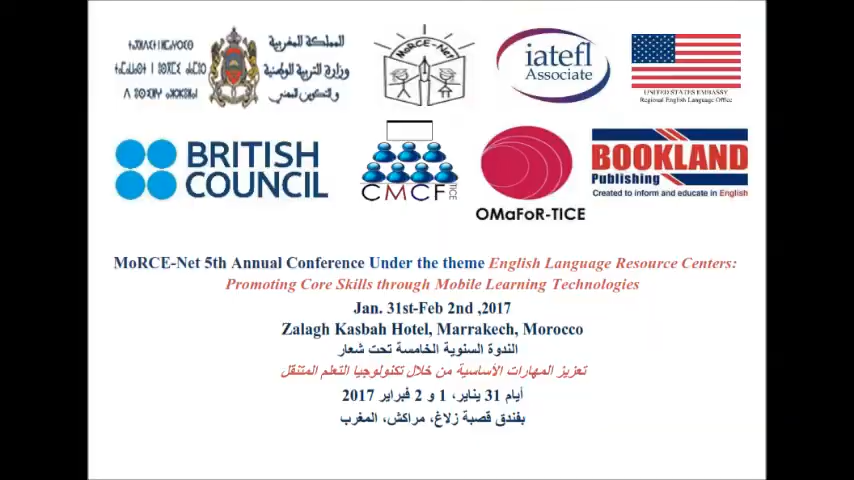 المملكة المغربية
وزارة التربية الوطنية
والتكوين المهني
MoRCE-Net
iatefl
Associate
UNITED STATES EMBASSY
Regional English Language Office
BRITISH
COUNCIL
CMCF
TICE
OMaFoR-TICE
BOOKLAND
Publishing
Created to inform and educate in English
MoRCE-Net 5th Annual Conference Under the theme English Language Resource Centers:
Promoting Core Skills through Mobile Learning Technologies
Jan. 31st-Feb 2nd ,2017
Zalagh Kasbah Hotel, Marrakech, Morocco
الندوة السنوية الخامسة تحت شعار
تعزيز المهارات الأساسية من خلال تكنولوجيا التعلم المتنقل
أيام 31 يناير، 1 و 2 فبراير 2017
بفندق قصبة زلاغ، مراكش، المغرب